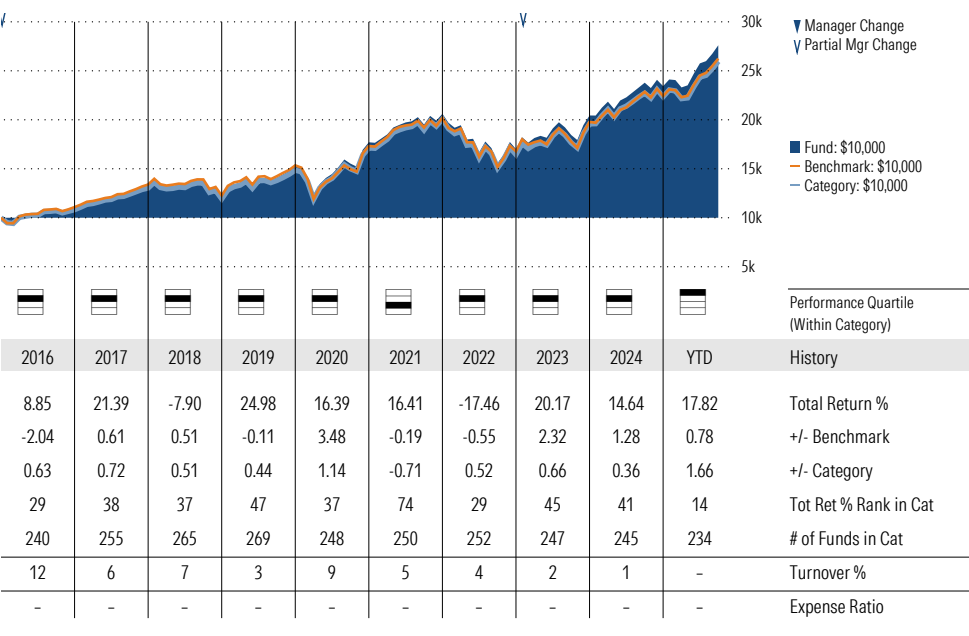 30k
25k
20k
15k
10k
5k
Manager Change
Partial Mgr Change
Fund: $10,000
Benchmark: $10,000
Category: $10,000
Performance Quartile
(Within Category)
2016 2017 2018 2019 2020 2021 2022 2023 2024 YTD History
8.85 21.39 -7.90 24.98 16.39 16.41 -17.46 20.17 14.64 17.82 Total Return %
-2.04 0.61 0.51 -0.11 3.48 -0.19 -0.55 2.32 1.28 0.78 +/- Benchmark
0.63 0.72 0.51 0.44 1.14 -0.71 0.52 0.66 0.36 1.66 +/- Category
29 38 37 47 37 74 29 45 41 14 Tot Ret % Rank in Cat
240 255 265 269 248 250 252 247 245 234 # of Funds in Cat
12 6 7 3 9 5 4 2 1 – Turnover %
– – – – – – – – – – Expense Ratio